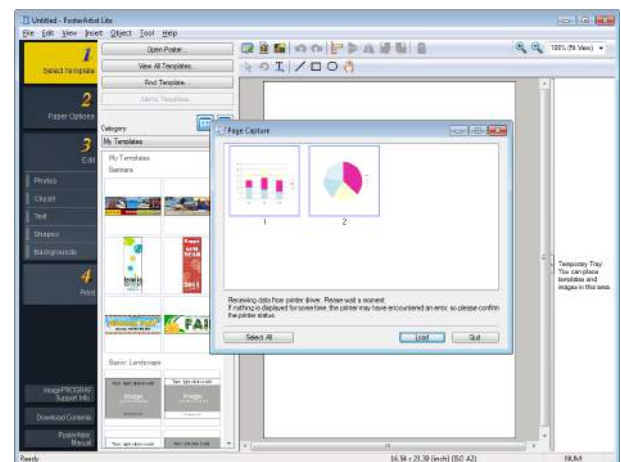 Untitled - PosterArtist Lite
File Edit View Insert Object Tool Help
1
Select Template
2
Paper Options
3
Edit
Photos
Clipart
Text
Shapes
Backgrounds
4
Print
imagePROGRAF
Support Info.
Download Contents
PosterArtist
Manual
Open Poster...
View All Templates...
Find Template...
Add to Templates...
Category
My Templates
My Templates
Banners
FAI
Basic Landscape
Image
Image
100% (Fit View)
Page Capture
1
2
Receiving data from printer driver. Please wait a moment.
If nothing is displayed for some time, the printer may have encountered an error, so please confirm
the printer status.
Select All
Load
Quit
Temporary Tray:
You can place
templates and
images in this area.
Ready
16.54 x 23.39 (inch) (ISO A2)
NUM